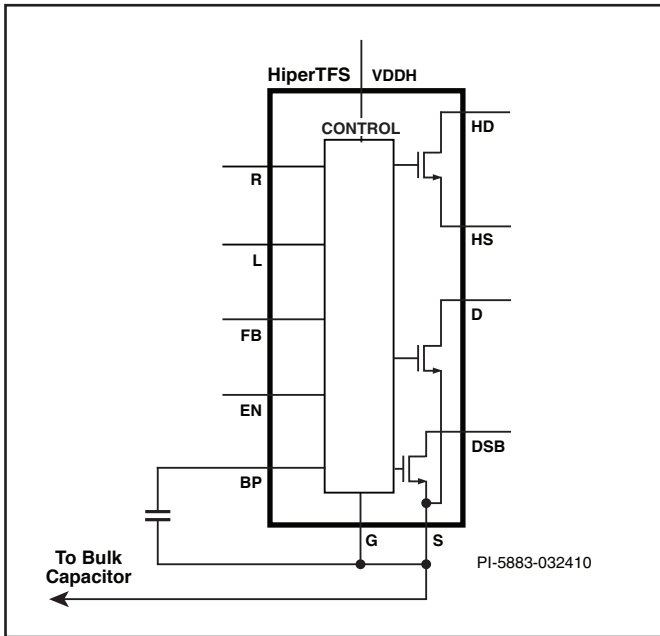 HiperTFS
VDDH
CONTROL
HD
R
HS
L
D
FB
EN
DSB
BP
G
S
PI-5883-032410
To Bulk
Capacitor